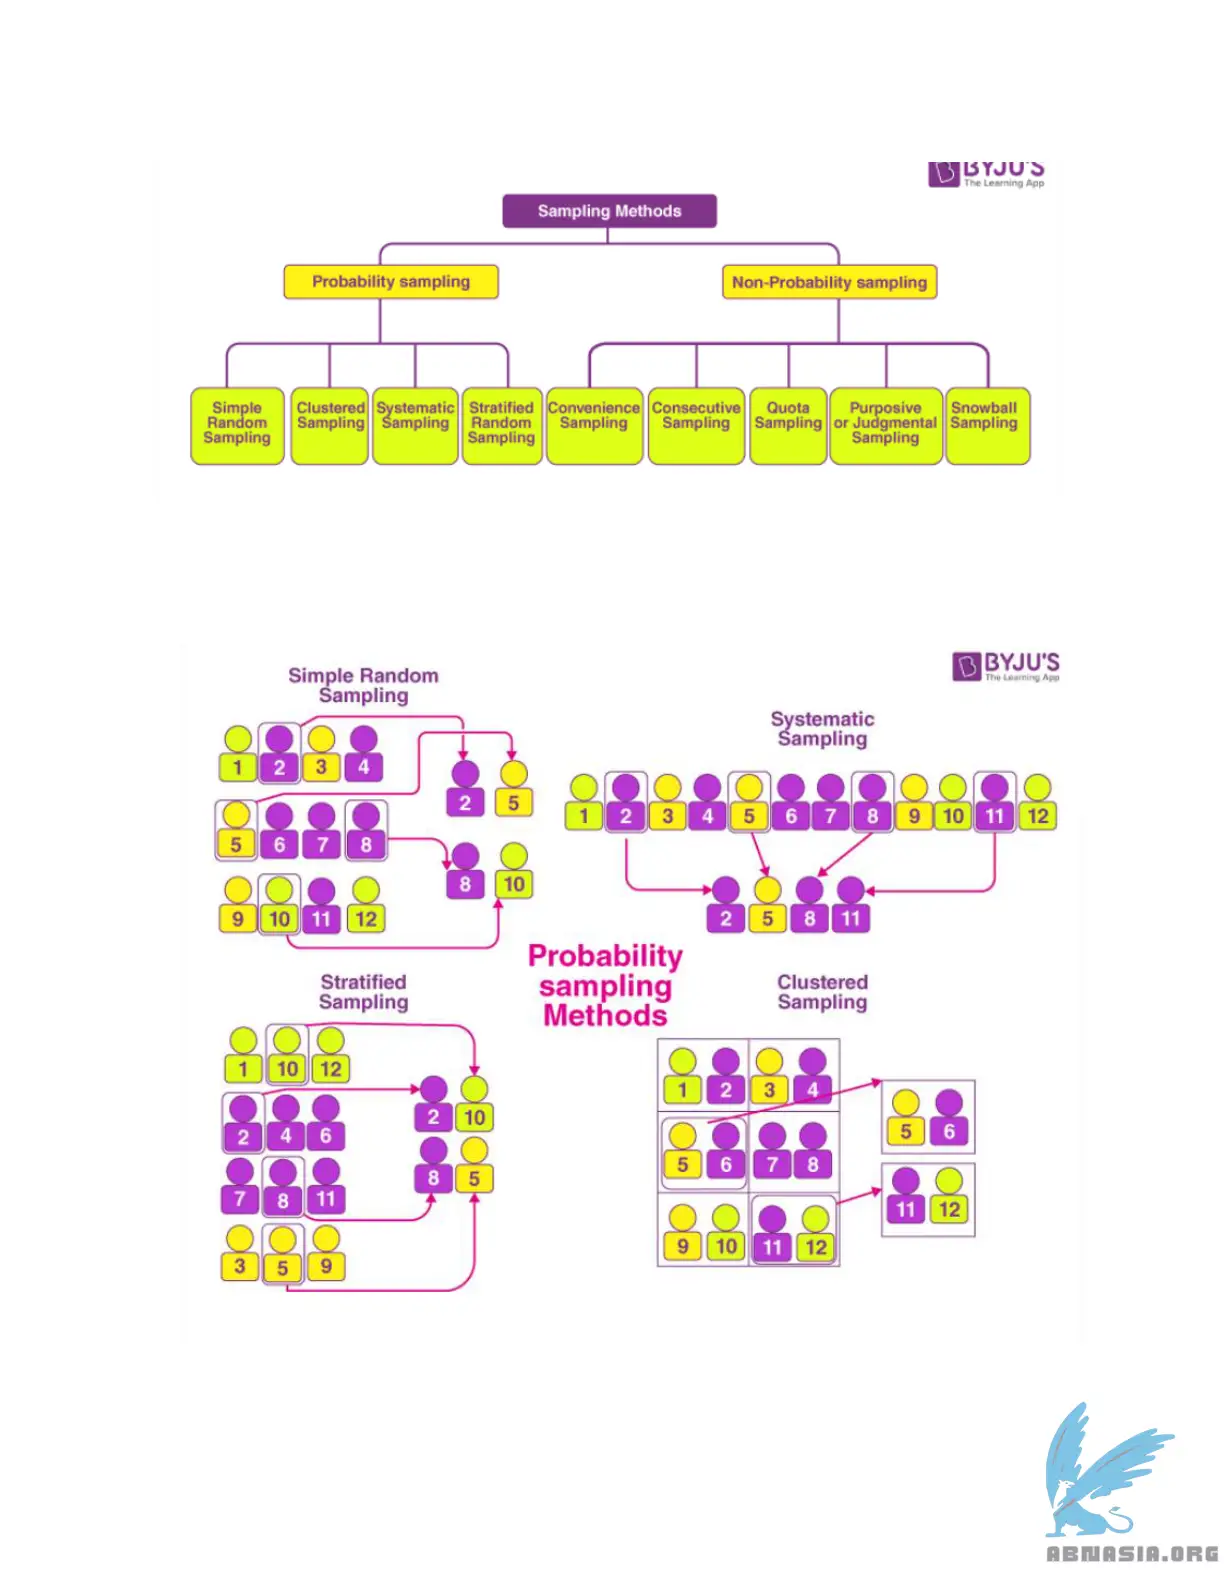 BYJU'S
The Learning App
Sampling Methods
Probability sampling
Non-Probability sampling
Simple
Random
Sampling
Clustered
Sampling
Systematic
Sampling
Stratified
Random
Sampling
Convenience
Sampling
Consecutive
Sampling
Quota
Sampling
Purposive
or Judgmental
Sampling
Snowball
Sampling
BYJU'S
The Learning App
Simple Random
Sampling
1 2 3 4
2 5
5 6 7 8
8 10
9 10 11 12
Systematic
Sampling
1 2 3 4 5 6 7 8 9 10 11 12
2 5 8 11
Probability
sampling
Methods
Stratified
Sampling
1 10 12
2 4 6
2 10
7 8 11
8 5
3 5 9
Clustered
Sampling
1 2 3 4
5 6 7 8
5 6
9 10 11 12
11 12
ABNASIA.ORG